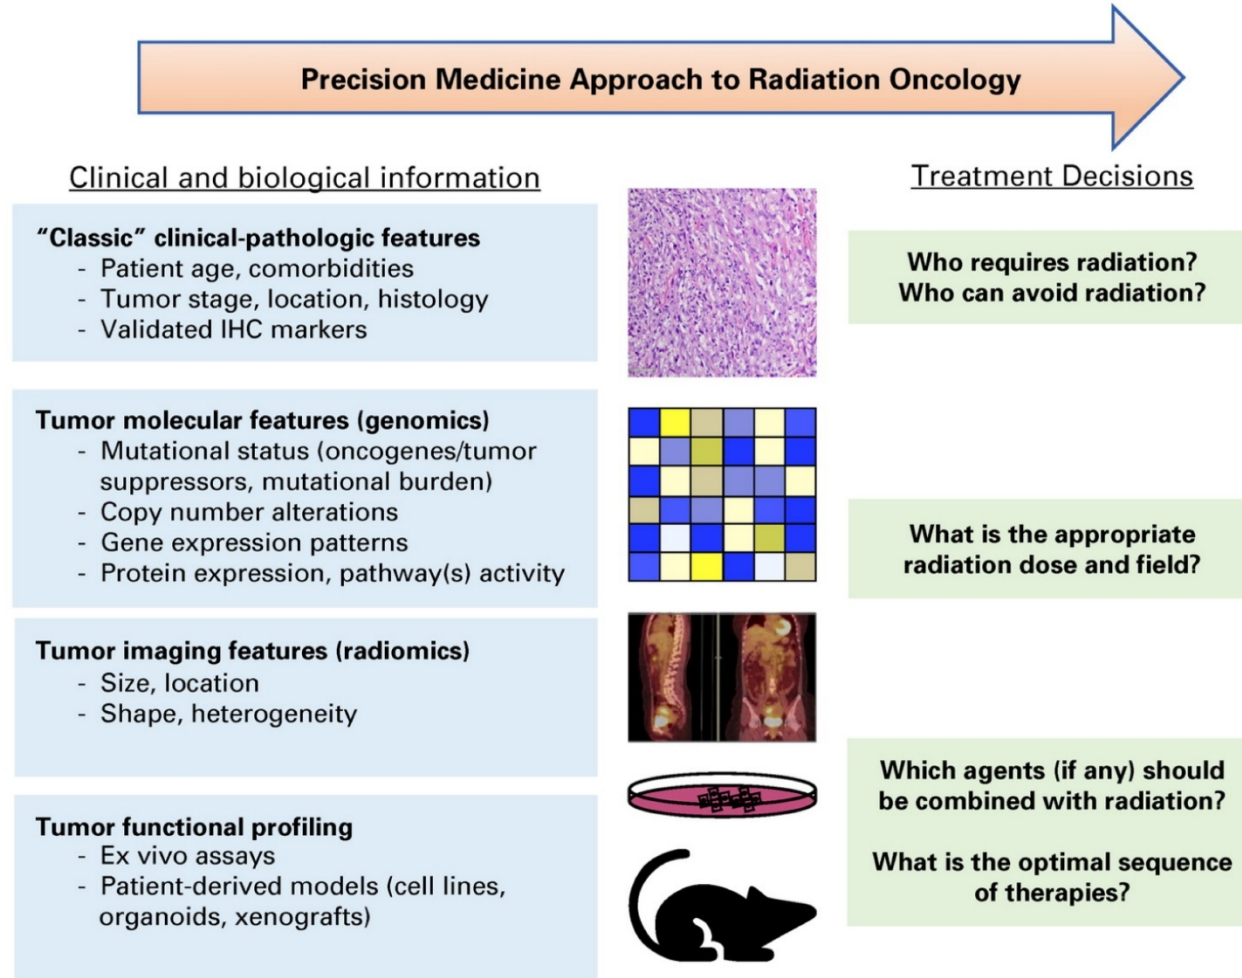 Precision Medicine Approach to Radiation Oncology
Clinical and biological information
“Classic” clinical-pathologic features
- Patient age, comorbidities
- Tumor stage, location, histology
- Validated IHC markers
Tumor molecular features (genomics)
- Mutational status (oncogenes/tumor
suppressors, mutational burden)
- Copy number alterations
- Gene expression patterns
- Protein expression, pathway(s) activity
Tumor imaging features (radiomics)
- Size, location
- Shape, heterogeneity
Tumor functional profiling
- Ex vivo assays
- Patient-derived models (cell lines,
organoids, xenografts)
Treatment Decisions
Who requires radiation?
Who can avoid radiation?
What is the appropriate
radiation dose and field?
Which agents (if any) should
be combined with radiation?
What is the optimal sequence
of therapies?